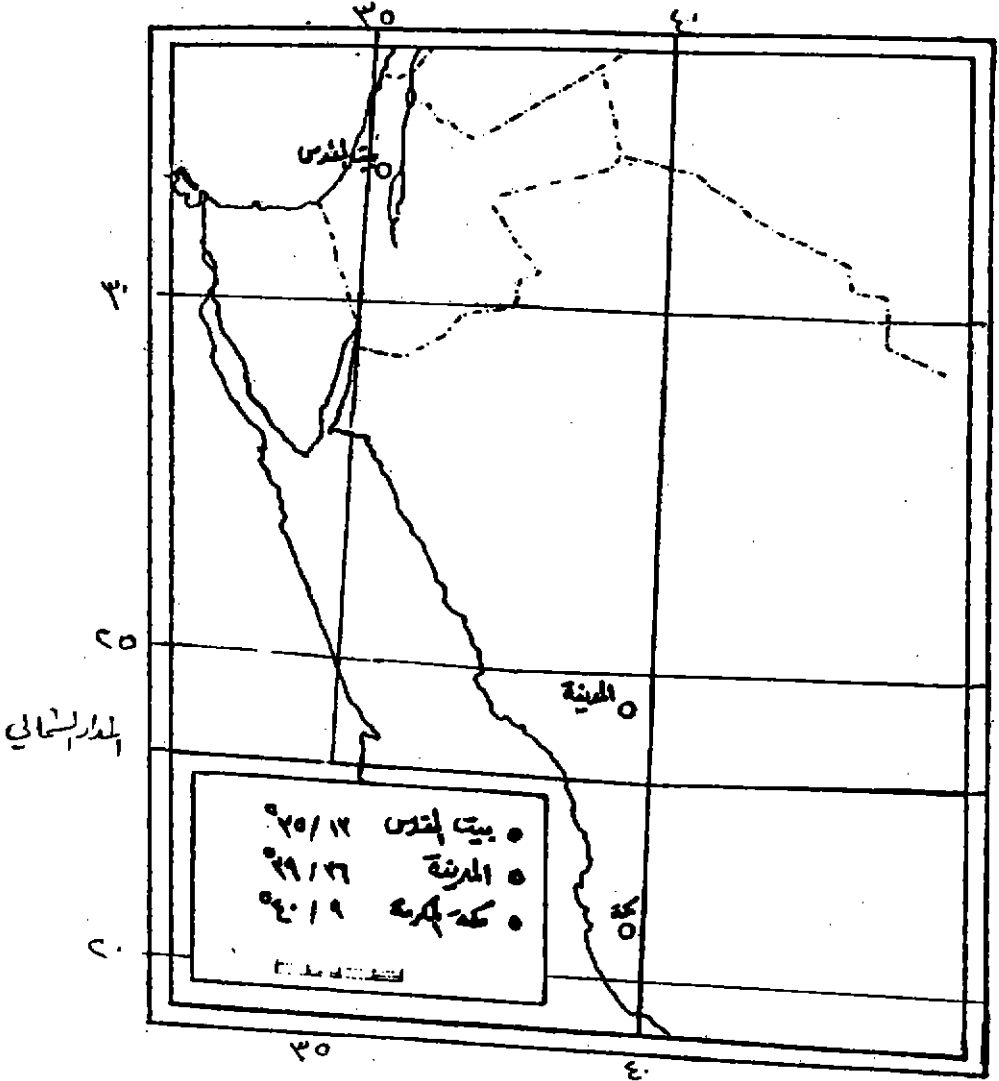 ٣٥
٤٠
بيت المقدس
٣٠
٢٥
المدينة
المدار الشمالي
بيت المقدس ١٣ / ٣٥°
المدينة ٣٦ / ٣٩°
مكة المكرمة ٩ / ٤٠°
مكة
٢٠
٣٥
٤٠